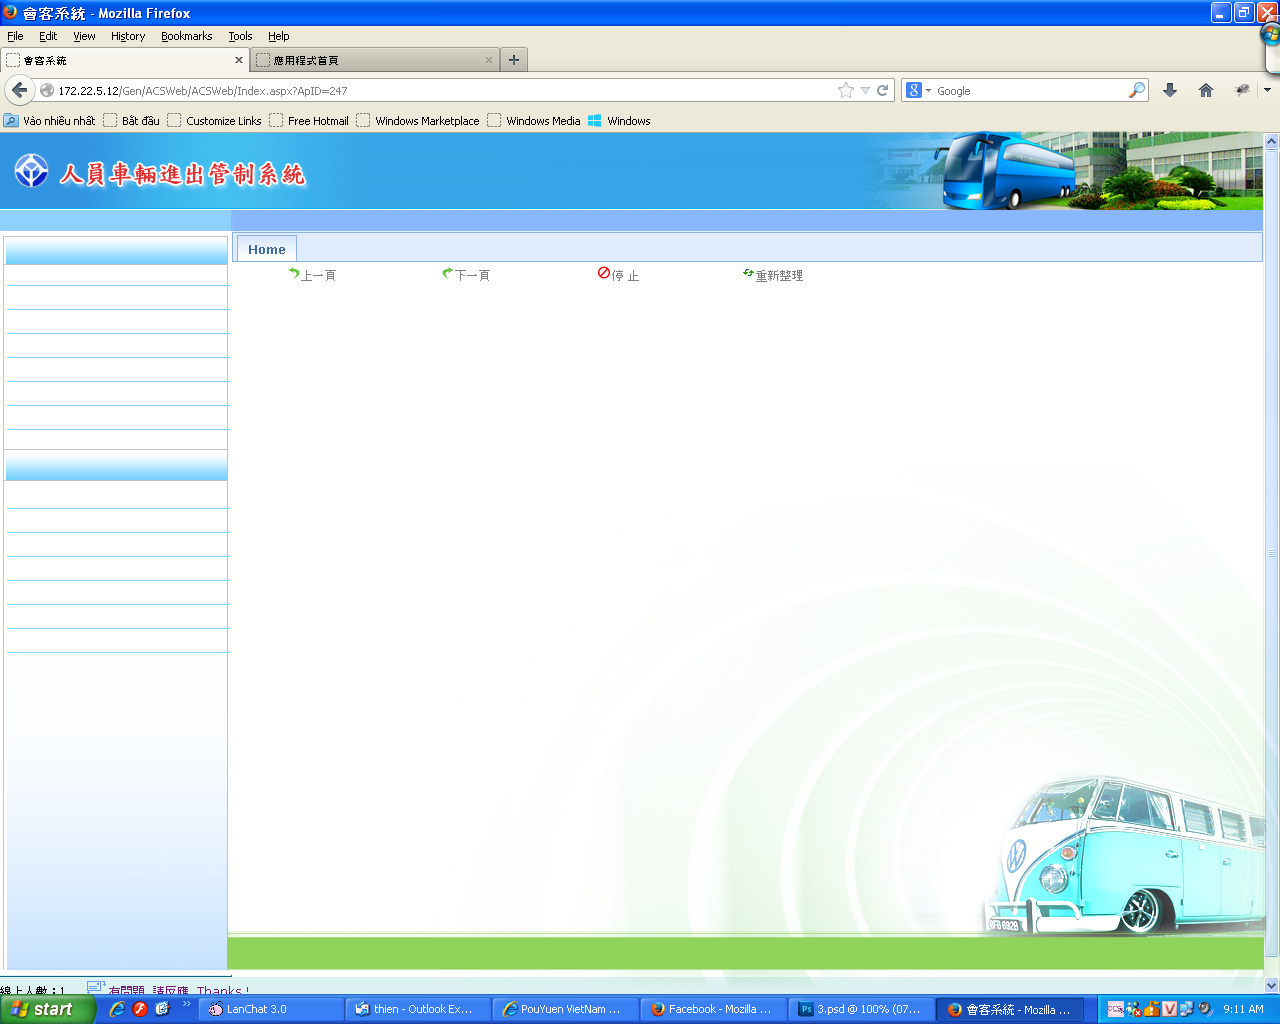 會客系統 - Mozilla Firefox
File Edit View History Bookmarks Tools Help
會客系統 應用程式首頁
172.22.5.12/Gen/ACSWeb/ACSWeb/Index.aspx?ApID=247 Google
Vào nhiều nhất Bắt đầu Customize Links Free Hotmail Windows Marketplace Windows Media Windows
人員車輛進出管制系統
Home
上一頁 下一頁 停 止 重新整理
BFB 692B
線上人數：1 有問題, 請反應, Thanks !
start LanChat 3.0 thien - Outlook Ex... PouYuen VietNam ... Facebook - Mozilla ... 3.psd @ 100% (07... 會客系統 - Mozilla ... 9:11 AM